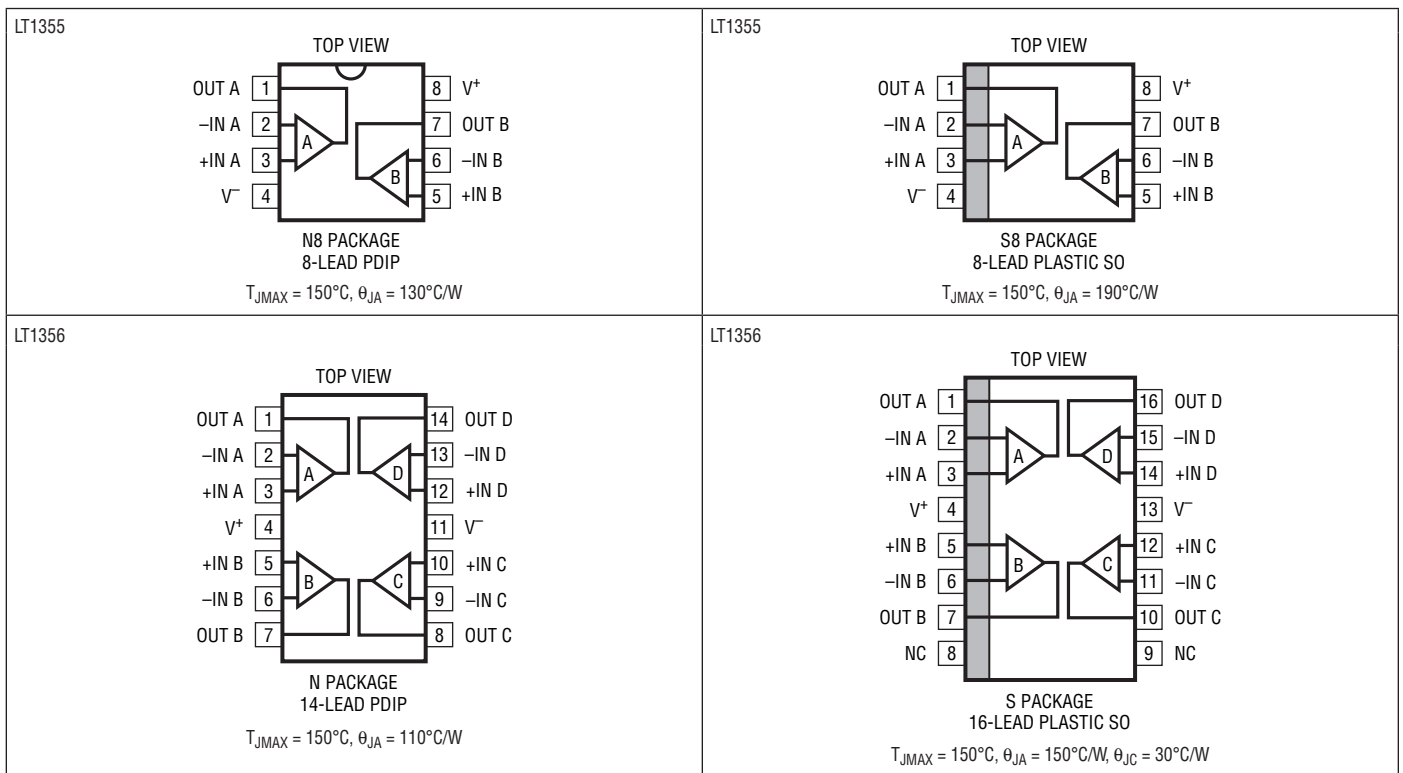 LT1355
TOP VIEW
OUT A 1 8 V+
–IN A 2 A 7 OUT B
+IN A 3 6 –IN B
V– 4 B 5 +IN B
N8 PACKAGE
8-LEAD PDIP
TJMAX = 150°C, θJA = 130°C/W
LT1355
TOP VIEW
OUT A 1 8 V+
–IN A 2 A 7 OUT B
+IN A 3 6 –IN B
V– 4 B 5 +IN B
S8 PACKAGE
8-LEAD PLASTIC SO
TJMAX = 150°C, θJA = 190°C/W
LT1356
TOP VIEW
OUT A 1 14 OUT D
–IN A 2 13 –IN D
A D
+IN A 3 12 +IN D
V+ 4 11 V–
+IN B 5 10 +IN C
B C
–IN B 6 9 –IN C
OUT B 7 8 OUT C
N PACKAGE
14-LEAD PDIP
TJMAX = 150°C, θJA = 110°C/W
LT1356
TOP VIEW
OUT A 1 16 OUT D
–IN A 2 15 –IN D
A D
+IN A 3 14 +IN D
V+ 4 13 V–
+IN B 5 12 +IN C
B C
–IN B 6 11 –IN C
OUT B 7 10 OUT C
NC 8 9 NC
S PACKAGE
16-LEAD PLASTIC SO
TJMAX = 150°C, θJA = 150°C/W, θJC = 30°C/W